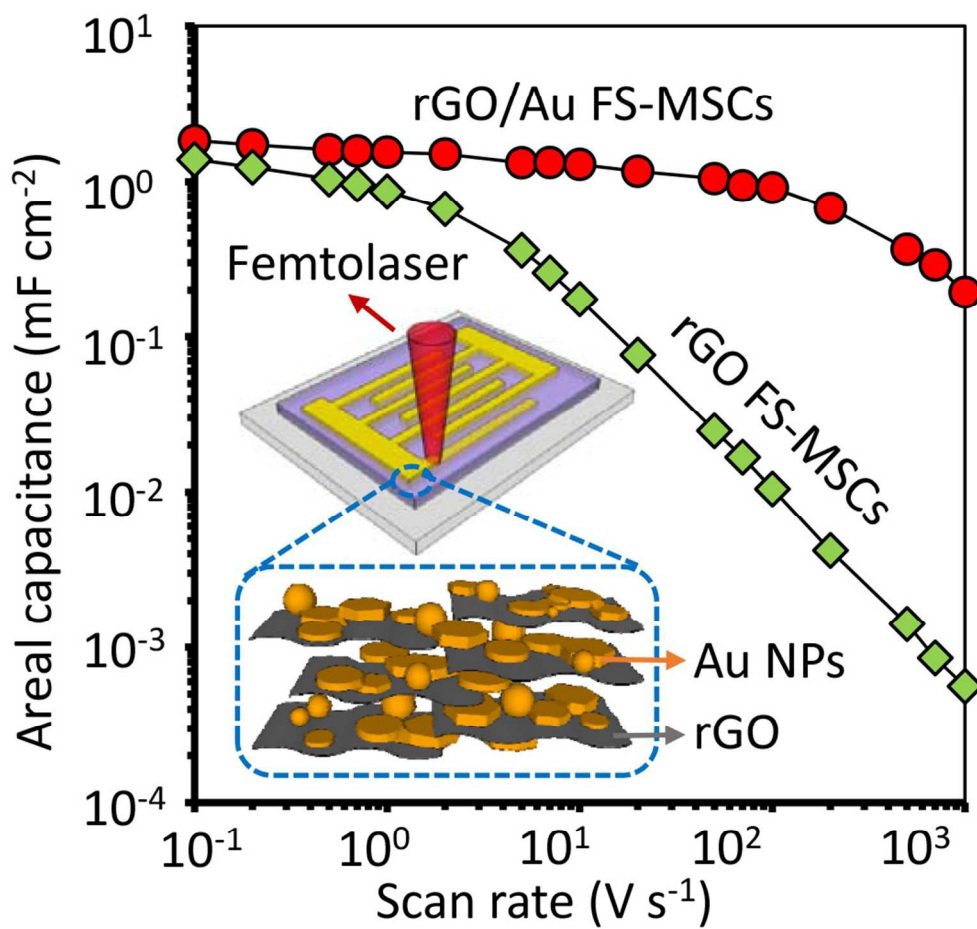 10¹
10⁰
10⁻¹
10⁻²
10⁻³
10⁻⁴
Areal capacitance (mF cm⁻²)
rGO/Au FS-MSCs
Femtolaser
rGO FS-MSCs
Au NPs
rGO
10⁻¹ 10⁰ 10¹ 10² 10³
Scan rate (V s⁻¹)